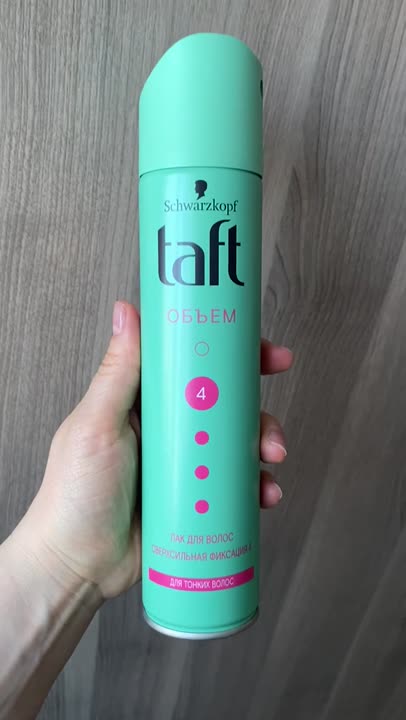 Schwarzkopf
taft
ОБЪЕМ
4
ЛАК ДЛЯ ВОЛОС
СВЕРХСИЛЬНАЯ ФИКСАЦИЯ 4
ДЛЯ ТОНКИХ ВОЛОС